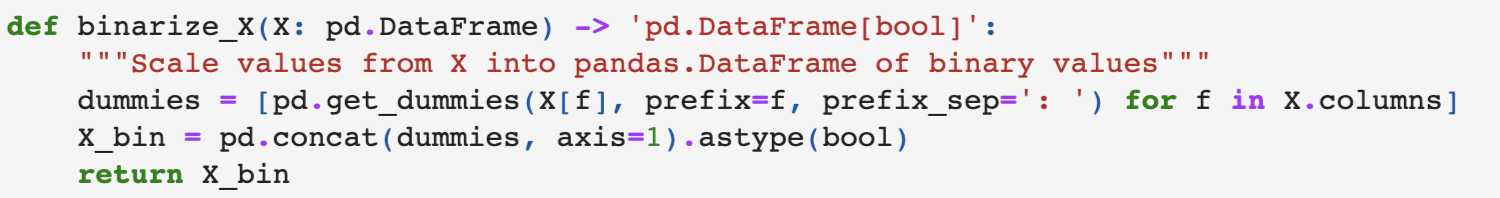 def binarize_X(X: pd.DataFrame) -> 'pd.DataFrame[bool]':
    """Scale values from X into pandas.DataFrame of binary values"""
    dummies = [pd.get_dummies(X[f], prefix=f, prefix_sep=': ') for f in X.columns]
    X_bin = pd.concat(dummies, axis=1).astype(bool)
    return X_bin